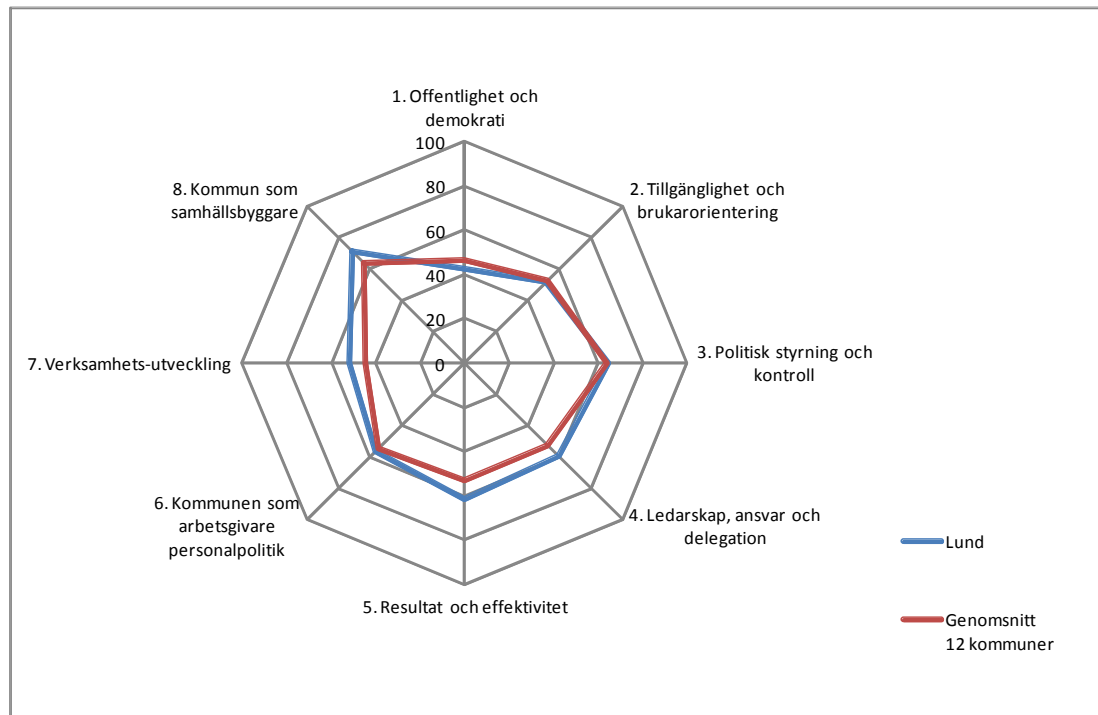 1. Offentlighet och
demokrati
100
80
60
40
20
0
2. Tillgänglighet och
brukarorientering
3. Politisk styrning och
kontroll
4. Ledarskap, ansvar och
delegation
5. Resultat och effektivitet
6. Kommunen som
arbetsgivare
personalpolitik
7. Verksamhets-utveckling
8. Kommun som
samhällsbyggare
Lund
Genomsnitt
12 kommuner